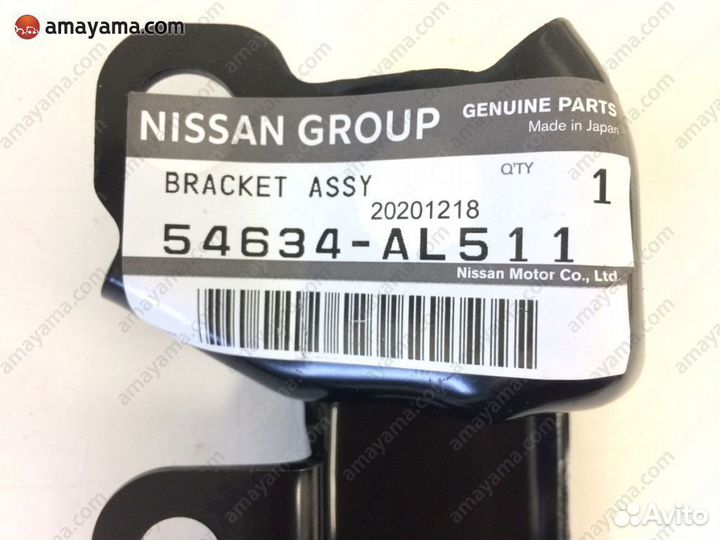 amayama.com
NISSAN GROUP
GENUINE PARTS
Made in Japan
BRACKET ASSY
Q'TY
1
20201218
54634-AL511
Nissan Motor Co., Ltd.
Avito